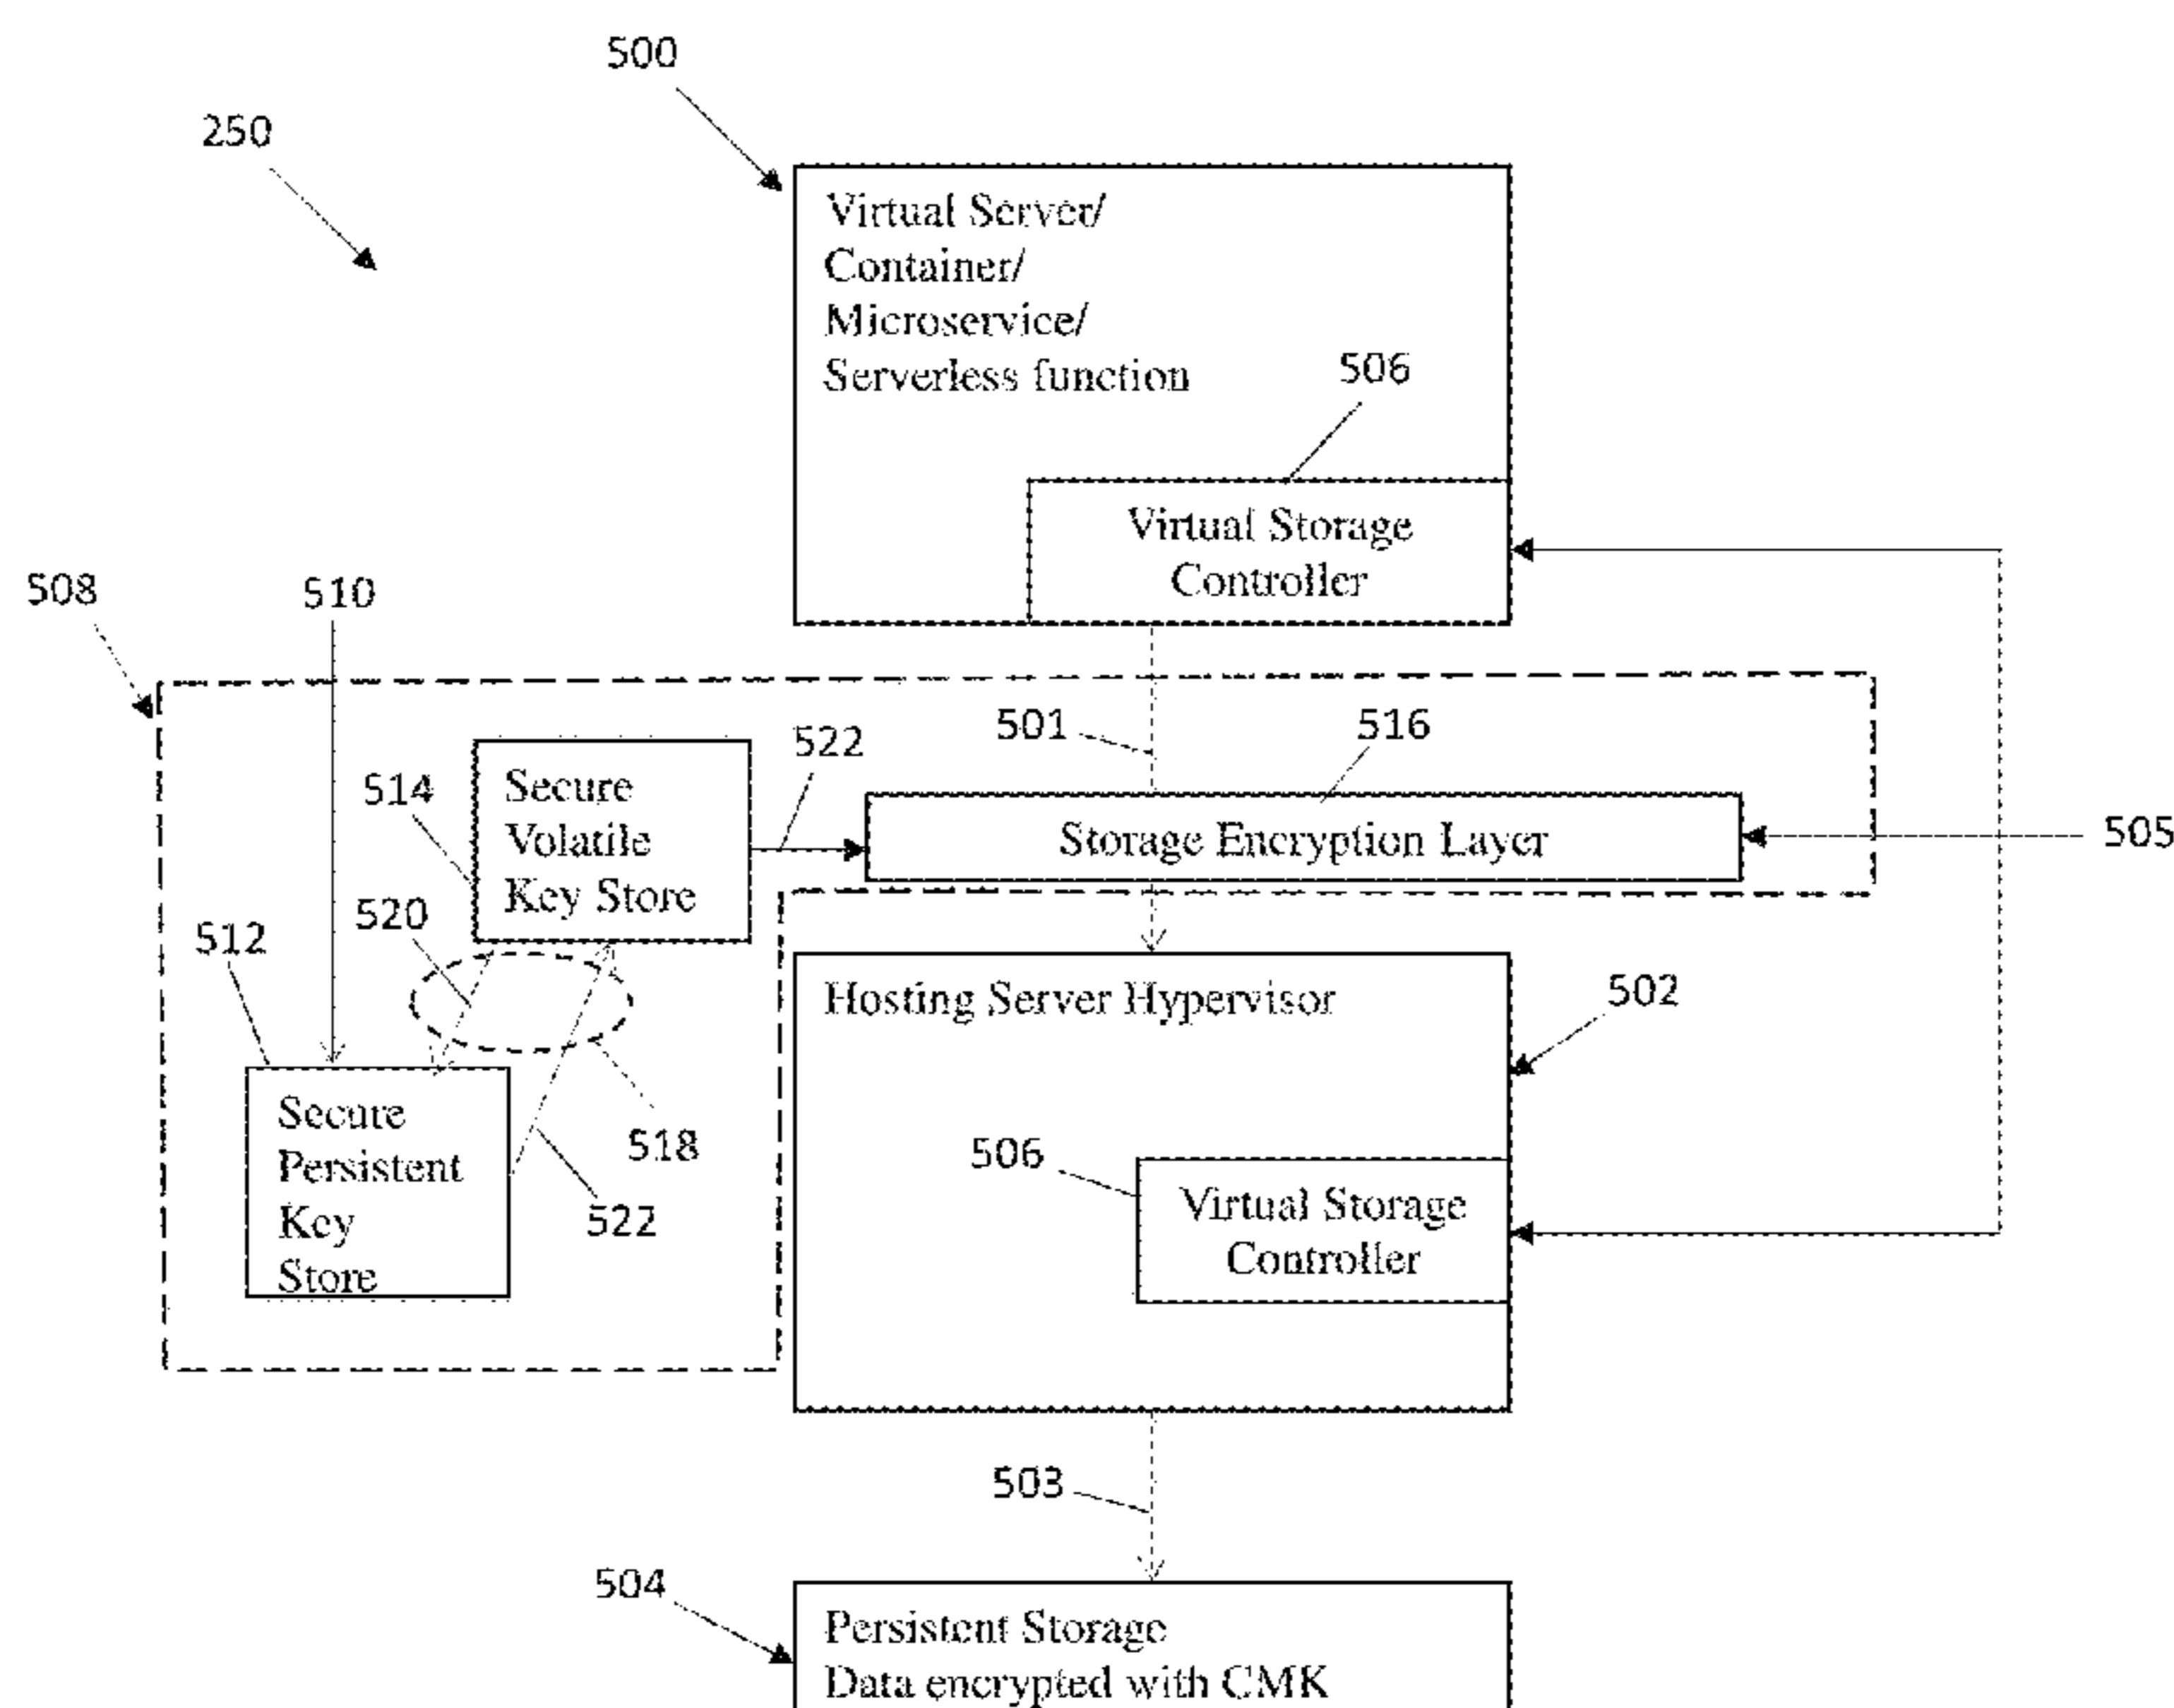 500
250
Virtual Server/
Container/
Microservice/
Serverless function
506
Virtual Storage
Controller
508
510
501
516
522
514
Secure
Volatile
Key Store
Storage Encryption Layer
505
520
512
Hosting Server Hypervisor
502
Secure
Persistent
Key
Store
518
522
506
Virtual Storage
Controller
503
504
Persistent Storage
Data encrypted with CMK